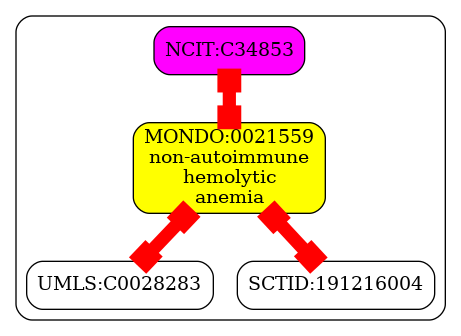 NCIT:C34853
MONDO:0021559
non-autoimmune
hemolytic
anemia
UMLS:C0028283
SCTID:191216004